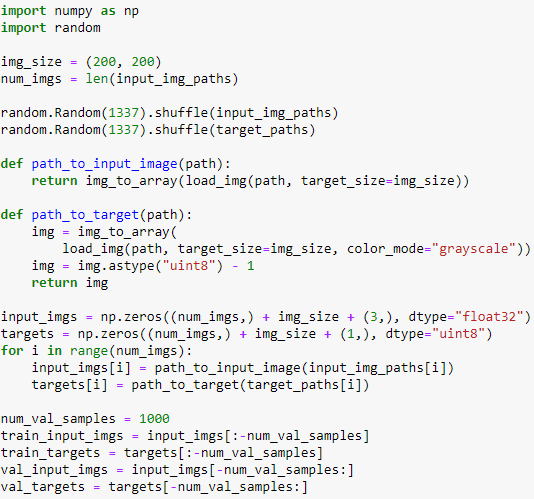 import numpy as np
import random

img_size = (200, 200)
num_imgs = len(input_img_paths)

random.Random(1337).shuffle(input_img_paths)
random.Random(1337).shuffle(target_paths)

def path_to_input_image(path):
    return img_to_array(load_img(path, target_size=img_size))

def path_to_target(path):
    img = img_to_array(
        load_img(path, target_size=img_size, color_mode="grayscale"))
    img = img.astype("uint8") - 1
    return img

input_imgs = np.zeros((num_imgs,) + img_size + (3,), dtype="float32")
targets = np.zeros((num_imgs,) + img_size + (1,), dtype="uint8")
for i in range(num_imgs):
    input_imgs[i] = path_to_input_image(input_img_paths[i])
    targets[i] = path_to_target(target_paths[i])

num_val_samples = 1000
train_input_imgs = input_imgs[:-num_val_samples]
train_targets = targets[:-num_val_samples]
val_input_imgs = input_imgs[-num_val_samples:]
val_targets = targets[-num_val_samples:]